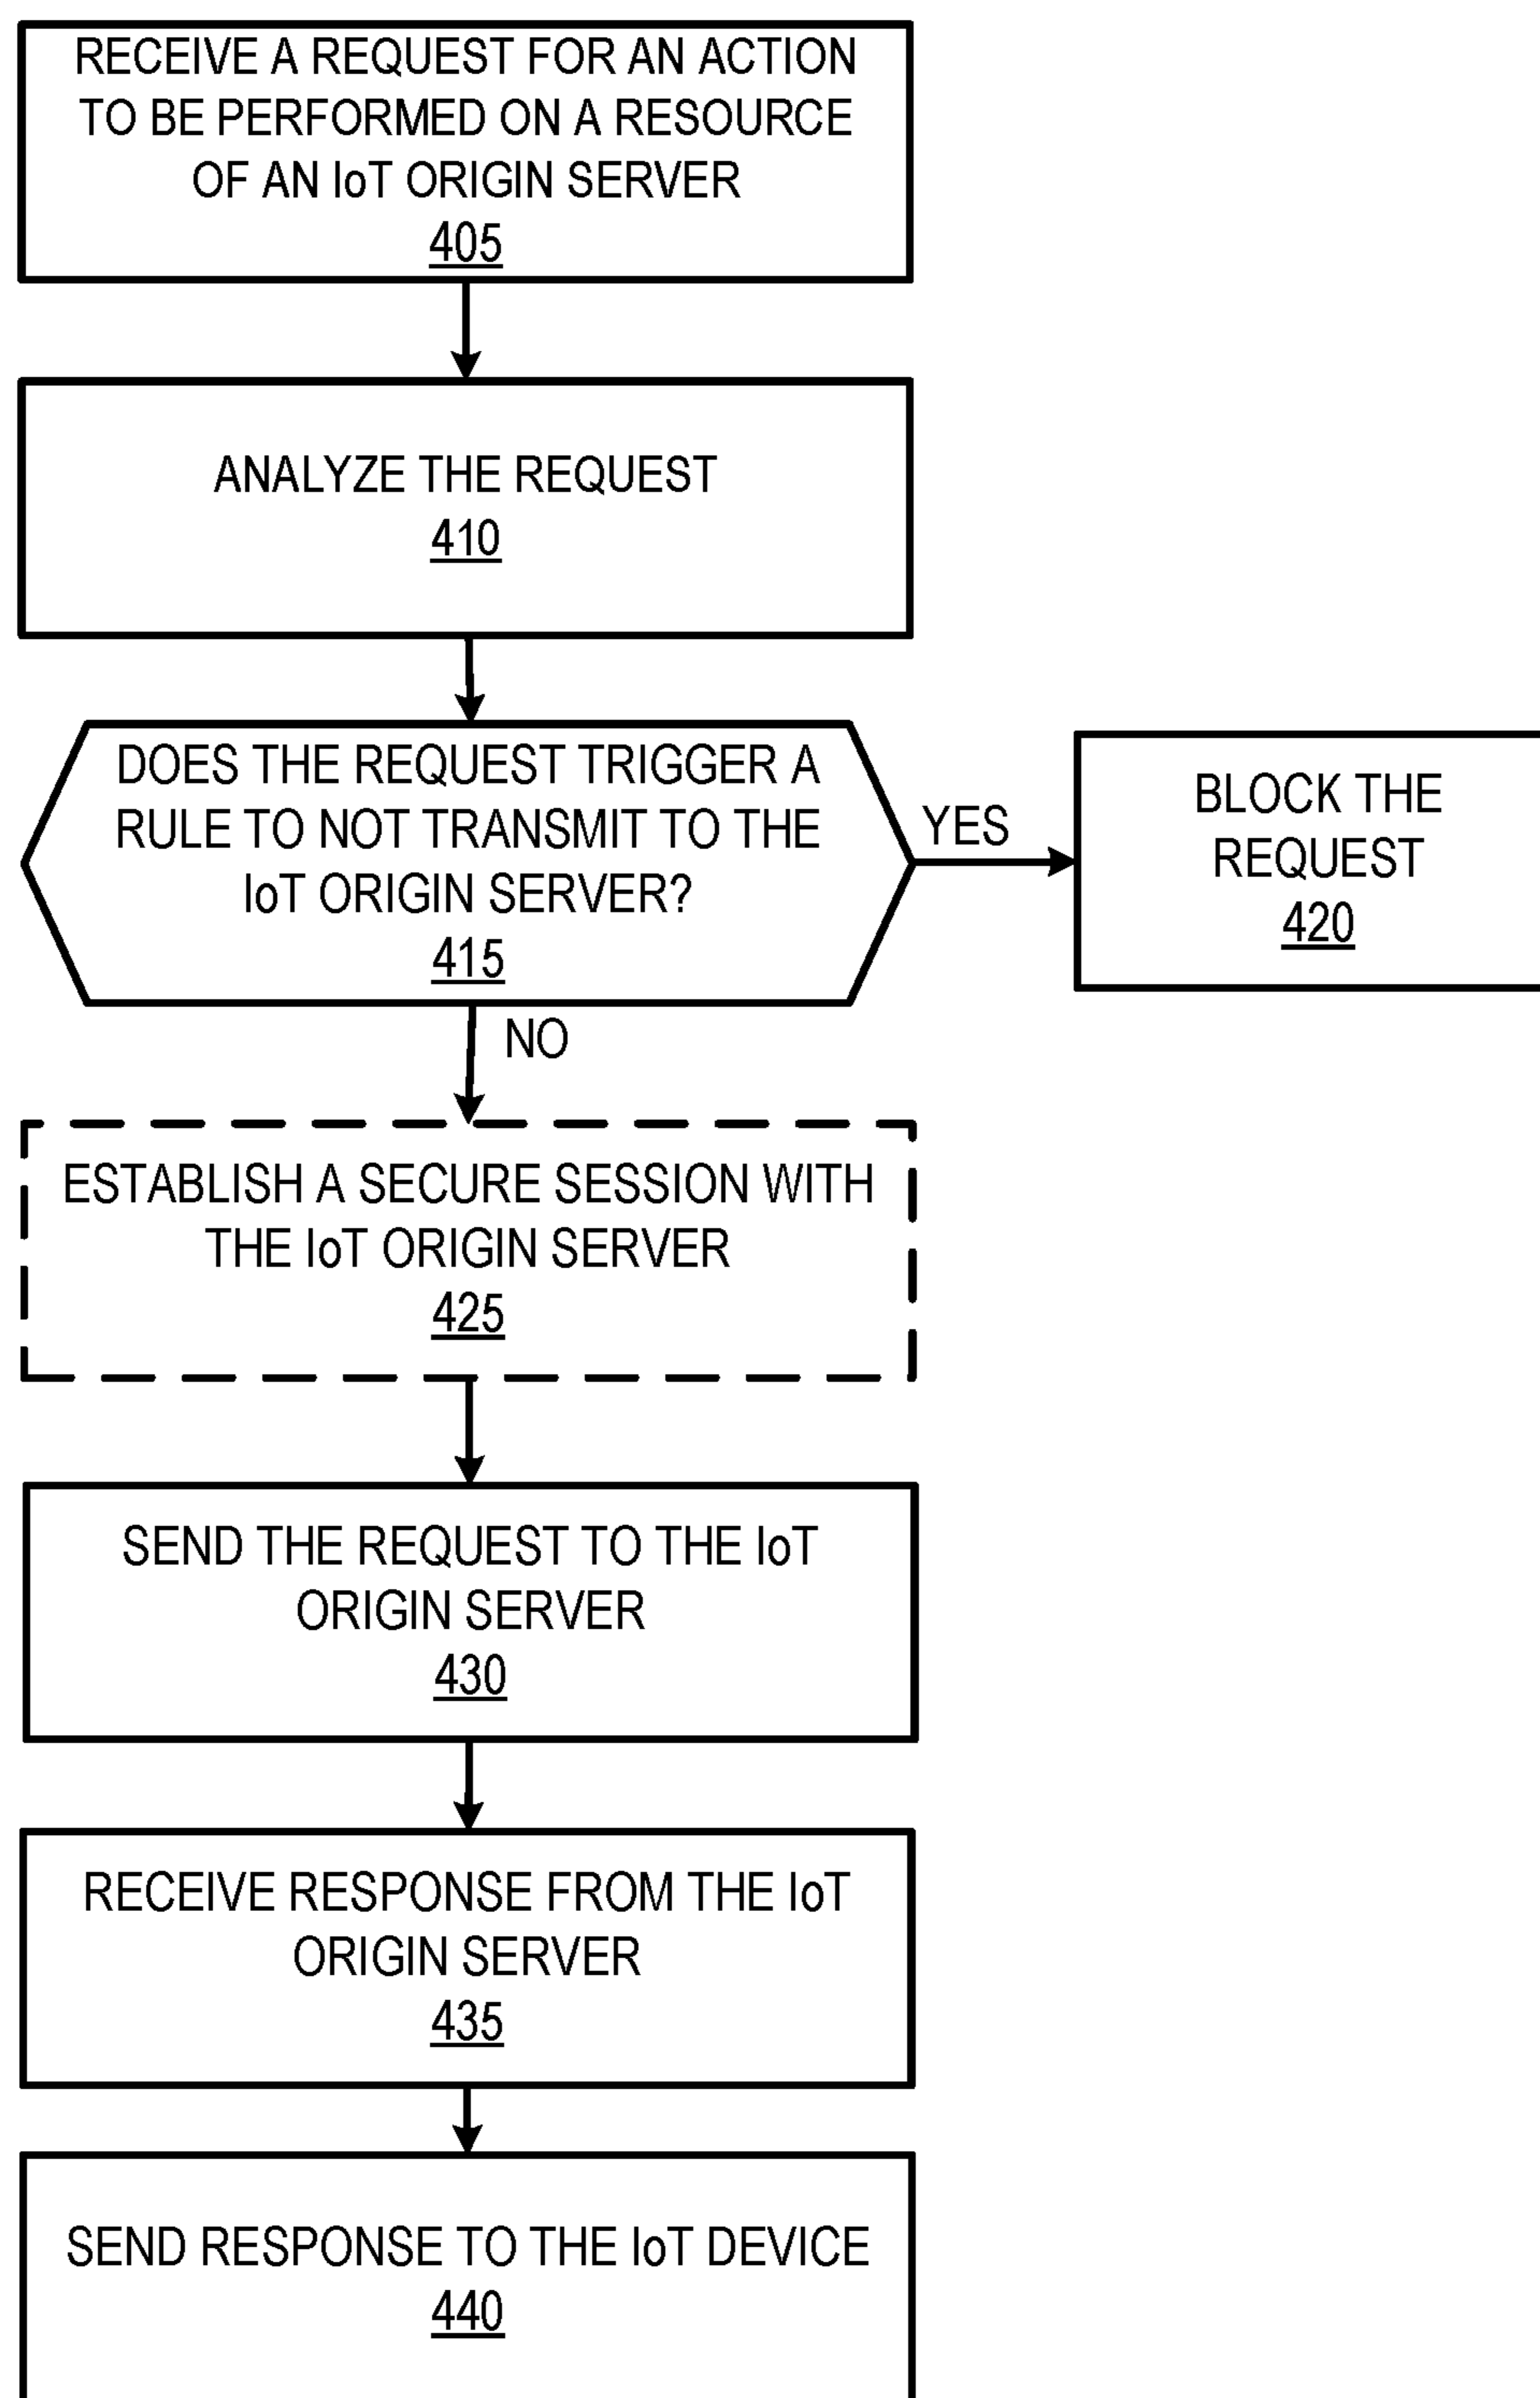 RECEIVE A REQUEST FOR AN ACTION
TO BE PERFORMED ON A RESOURCE
OF AN IoT ORIGIN SERVER
405
ANALYZE THE REQUEST
410
DOES THE REQUEST TRIGGER A
RULE TO NOT TRANSMIT TO THE
IoT ORIGIN SERVER?
415
YES
BLOCK THE
REQUEST
420
NO
ESTABLISH A SECURE SESSION WITH
THE IoT ORIGIN SERVER
425
SEND THE REQUEST TO THE IoT
ORIGIN SERVER
430
RECEIVE RESPONSE FROM THE IoT
ORIGIN SERVER
435
SEND RESPONSE TO THE IoT DEVICE
440